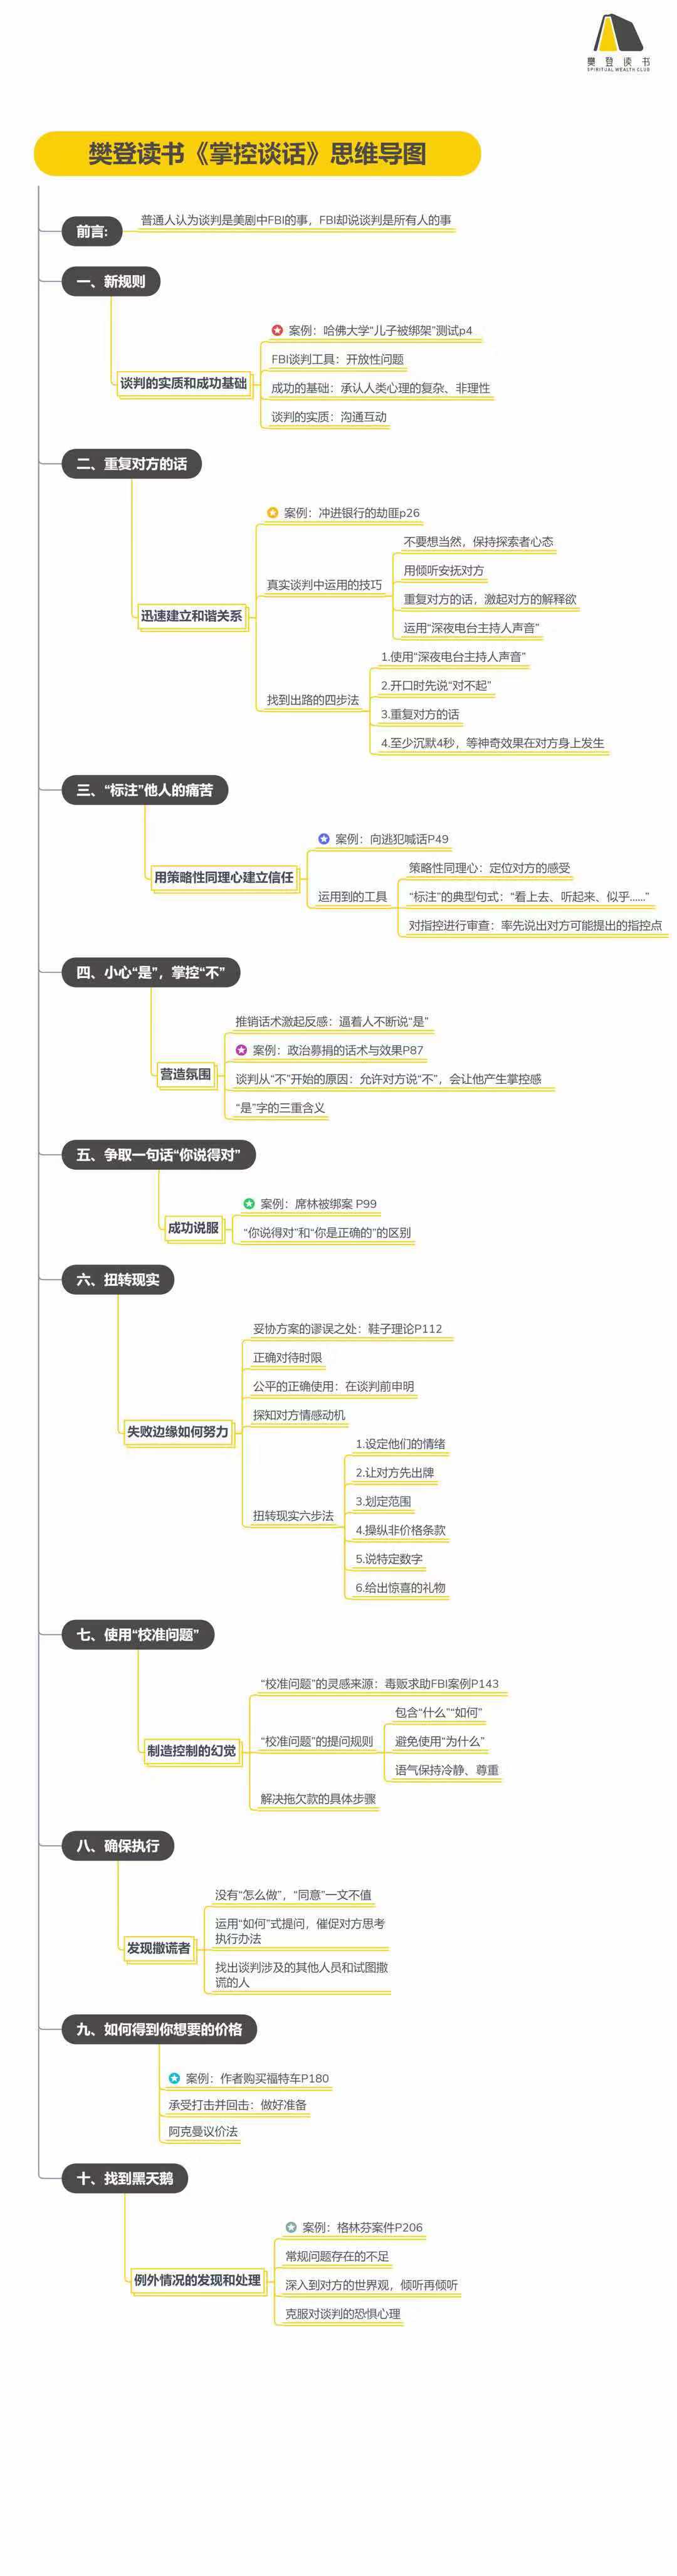 樊登读书
SPIRITUAL WEALTH CLUB
樊登读书《掌控谈话》思维导图
前言:
普通人认为谈判是美剧中FBI的事，FBI却说谈判是所有人的事
一、新规则
谈判的实质和成功基础
案例：哈佛大学“儿子被绑架”测试p4
FBI谈判工具：开放性问题
成功的基础：承认人类心理的复杂、非理性
谈判的实质：沟通互动
二、重复对方的话
迅速建立和谐关系
案例：冲进银行的劫匪p26
真实谈判中运用的技巧
不要想当然，保持探索者心态
用倾听安抚对方
重复对方的话，激起对方的解释欲
运用“深夜电台主持人声音”
找到出路的四步法
1.使用“深夜电台主持人声音”
2.开口时先说“对不起”
3.重复对方的话
4.至少沉默4秒，等神奇效果在对方身上发生
三、“标注”他人的痛苦
用策略性同理心建立信任
案例：向逃犯喊话P49
运用到的工具
策略性同理心：定位对方的感受
“标注”的典型句式：“看上去、听起来、似乎……”
对指控进行审查：率先说出对方可能提出的指控点
四、小心“是”，掌控“不”
营造氛围
推销话术激起反感：逼着人不断说“是”
案例：政治募捐的话术与效果P87
谈判从“不”开始的原因：允许对方说“不”，会让他产生掌控感
“是”字的三重含义
五、争取一句话“你说得对”
成功说服
案例：席林被绑案 P99
“你说得对”和“你是正确的”的区别
六、扭转现实
失败边缘如何努力
妥协方案的谬误之处：鞋子理论P112
正确对待时限
公平的正确使用：在谈判前申明
探知对方情感动机
扭转现实六步法
1.设定他们的情绪
2.让对方先出牌
3.划定范围
4.操纵非价格条款
5.说特定数字
6.给出惊喜的礼物
七、使用“校准问题”
制造控制的幻觉
“校准问题”的灵感来源：毒贩求助FBI案例P143
“校准问题”的提问规则
包含“什么”“如何”
避免使用“为什么”
语气保持冷静、尊重
解决拖欠款的具体步骤
八、确保执行
发现撒谎者
没有“怎么做”，“同意”一文不值
运用“如何”式提问，催促对方思考
执行办法
找出谈判涉及的其他人员和试图撒
谎的人
九、如何得到你想要的价格
案例：作者购买福特车P180
承受打击并回击：做好准备
阿克曼议价法
十、找到黑天鹅
例外情况的发现和处理
案例：格林芬案件P206
常规问题存在的不足
深入到对方的世界观，倾听再倾听
克服对谈判的恐惧心理